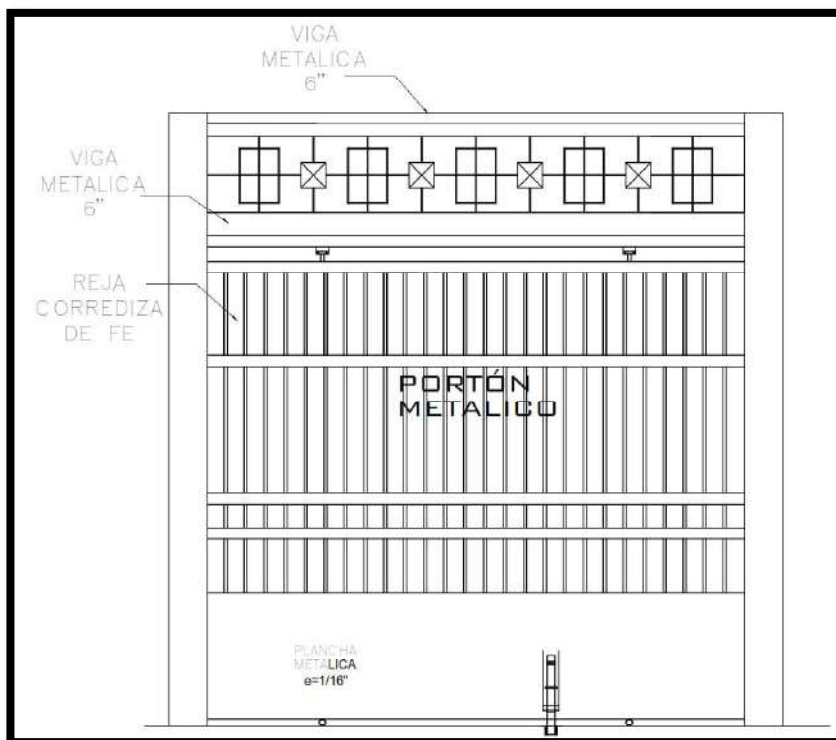 VIGA
METALICA
6"
VIGA
METALICA
6"
REJA
CORREDIZA
DE FE
PORTÓN
METALICO
PLANCHA
METALICA
e=1/16"